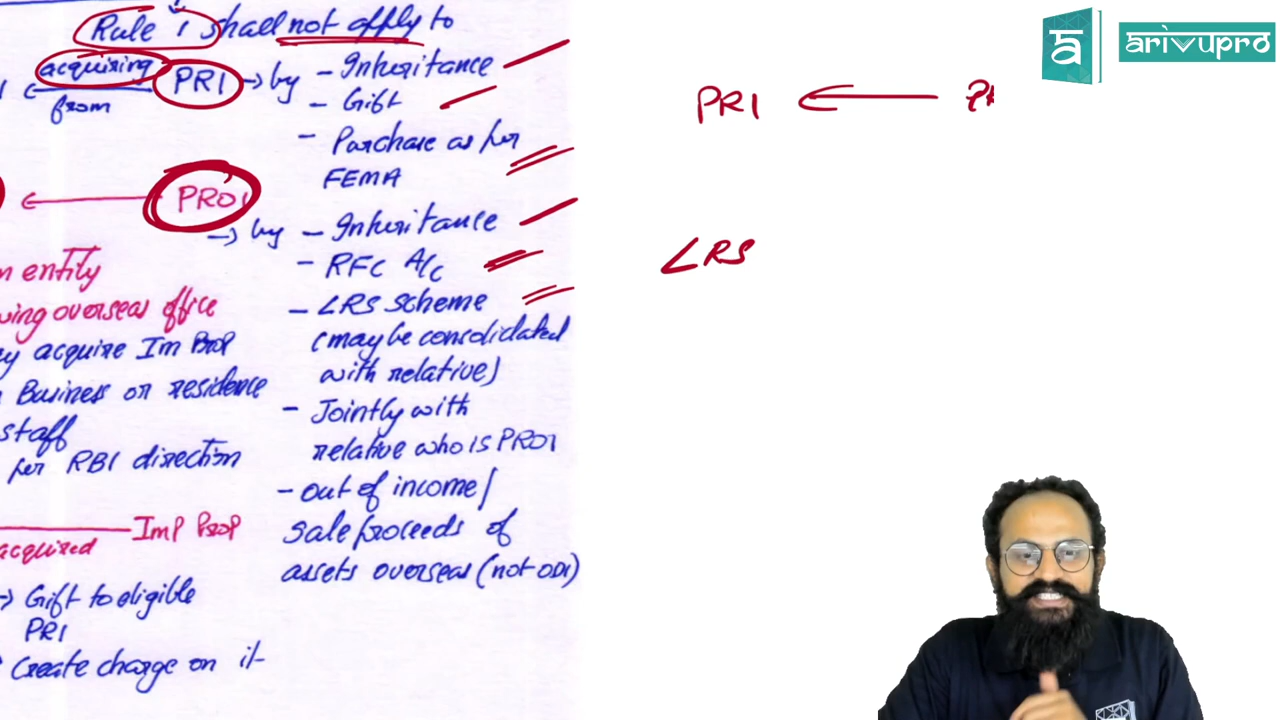 Rule 1 shall not apply to
acquiring PRI → by - Inheritance
from
- Gift
- Purchase as per
FEMA
PROI
→ by - Inheritance
- RFC A/c
- LRS scheme
(may be consolidated
with relative)
- Jointly with
relative who is PROI
- out of income/
sale proceeds of
assets overseas (not ODI)
n entity
ving overseas office
ay acquire Im Prop
Business or residence
staff
per RBI direction
Imp Prop
acquired
→ Gift to eligible
PRI
Create charge on it
PRI ←
LRS
a
arivupro